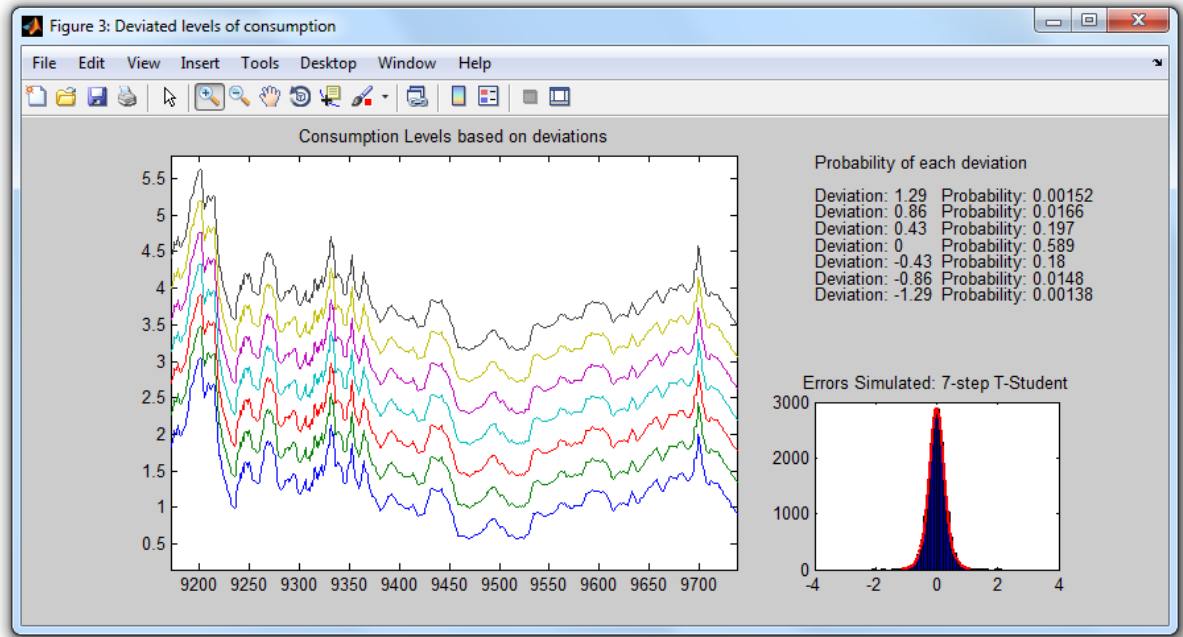 Figure 3: Deviated levels of consumption
File Edit View Insert Tools Desktop Window Help
Consumption Levels based on deviations
5.5
5
4.5
4
3.5
3
2.5
2
1.5
1
0.5
9200 9250 9300 9350 9400 9450 9500 9550 9600 9650 9700
Probability of each deviation
Deviation: 1.29 Probability: 0.00152
Deviation: 0.86 Probability: 0.0166
Deviation: 0.43 Probability: 0.197
Deviation: 0 Probability: 0.589
Deviation: -0.43 Probability: 0.18
Deviation: -0.86 Probability: 0.0148
Deviation: -1.29 Probability: 0.00138
Errors Simulated: 7-step T-Student
3000
2000
1000
0
-4 -2 0 2 4